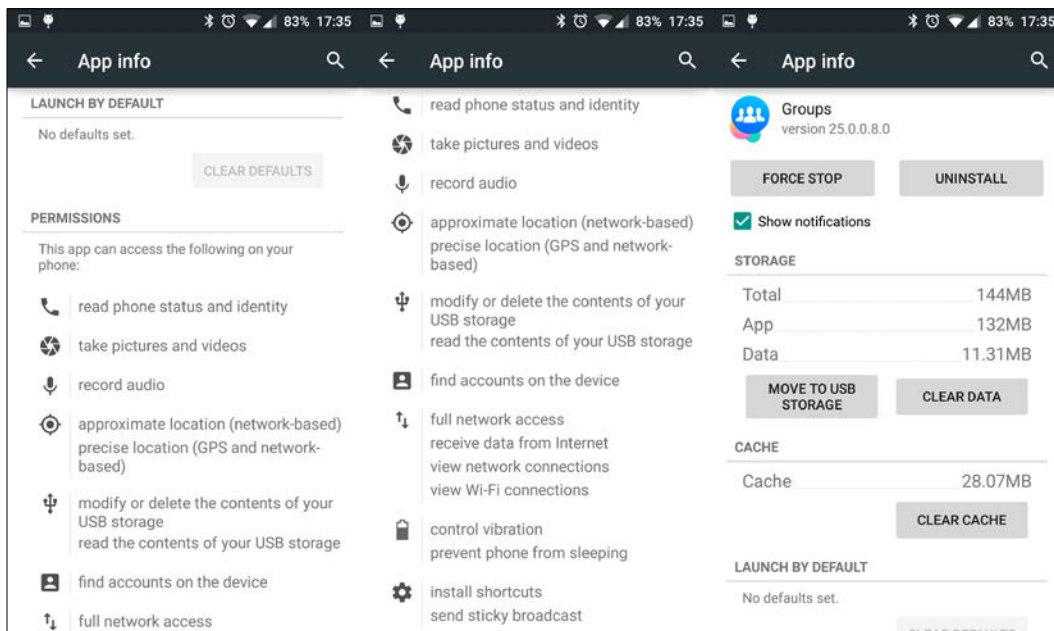 83% 17:35
App info
LAUNCH BY DEFAULT
No defaults set.
CLEAR DEFAULTS
PERMISSIONS
This app can access the following on your
phone:
read phone status and identity
take pictures and videos
record audio
approximate location (network-based)
precise location (GPS and network-
based)
modify or delete the contents of your
USB storage
read the contents of your USB storage
find accounts on the device
full network access
83% 17:35
App info
read phone status and identity
take pictures and videos
record audio
approximate location (network-based)
precise location (GPS and network-
based)
modify or delete the contents of your
USB storage
read the contents of your USB storage
find accounts on the device
full network access
receive data from Internet
view network connections
view Wi-Fi connections
control vibration
prevent phone from sleeping
install shortcuts
send sticky broadcast
83% 17:35
App info
Groups
version 25.0.0.8.0
FORCE STOP UNINSTALL
Show notifications
STORAGE
Total 144MB
App 132MB
Data 11.31MB
MOVE TO USB
STORAGE
CLEAR DATA
CACHE
Cache 28.07MB
CLEAR CACHE
LAUNCH BY DEFAULT
No defaults set.
CLEAR DEFAULTS